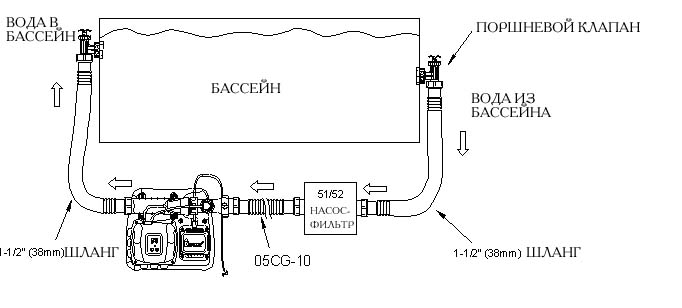 ВОДА В
БАССЕЙН
ПОРШНЕВОЙ КЛАПАН
БАССЕЙН
ВОДА ИЗ
БАССЕЙНА
51/52
НАСОС-
ФИЛЬТР
1-1/2" (38mm) ШЛАНГ
05CG-10
1-1/2" (38mm) ШЛАНГ